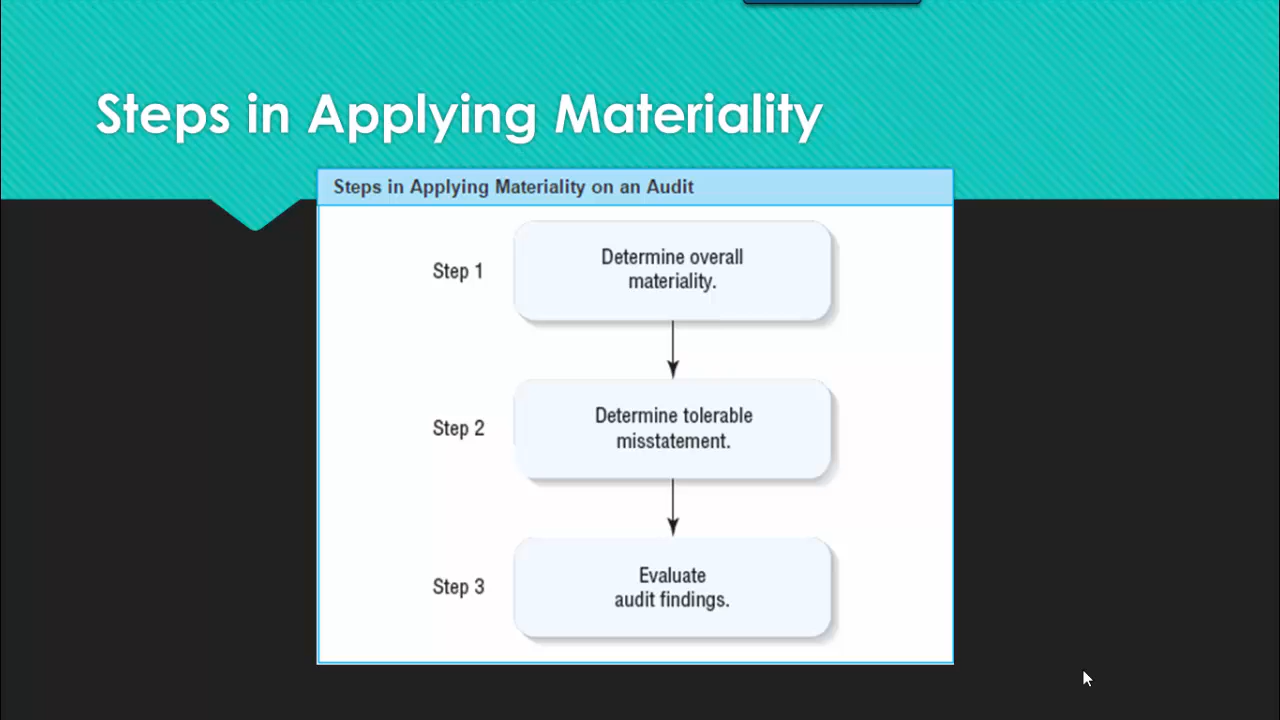 Steps in Applying Materiality
Steps in Applying Materiality on an Audit
Step 1
Determine overall
materiality.
Step 2
Determine tolerable
misstatement.
Step 3
Evaluate
audit findings.